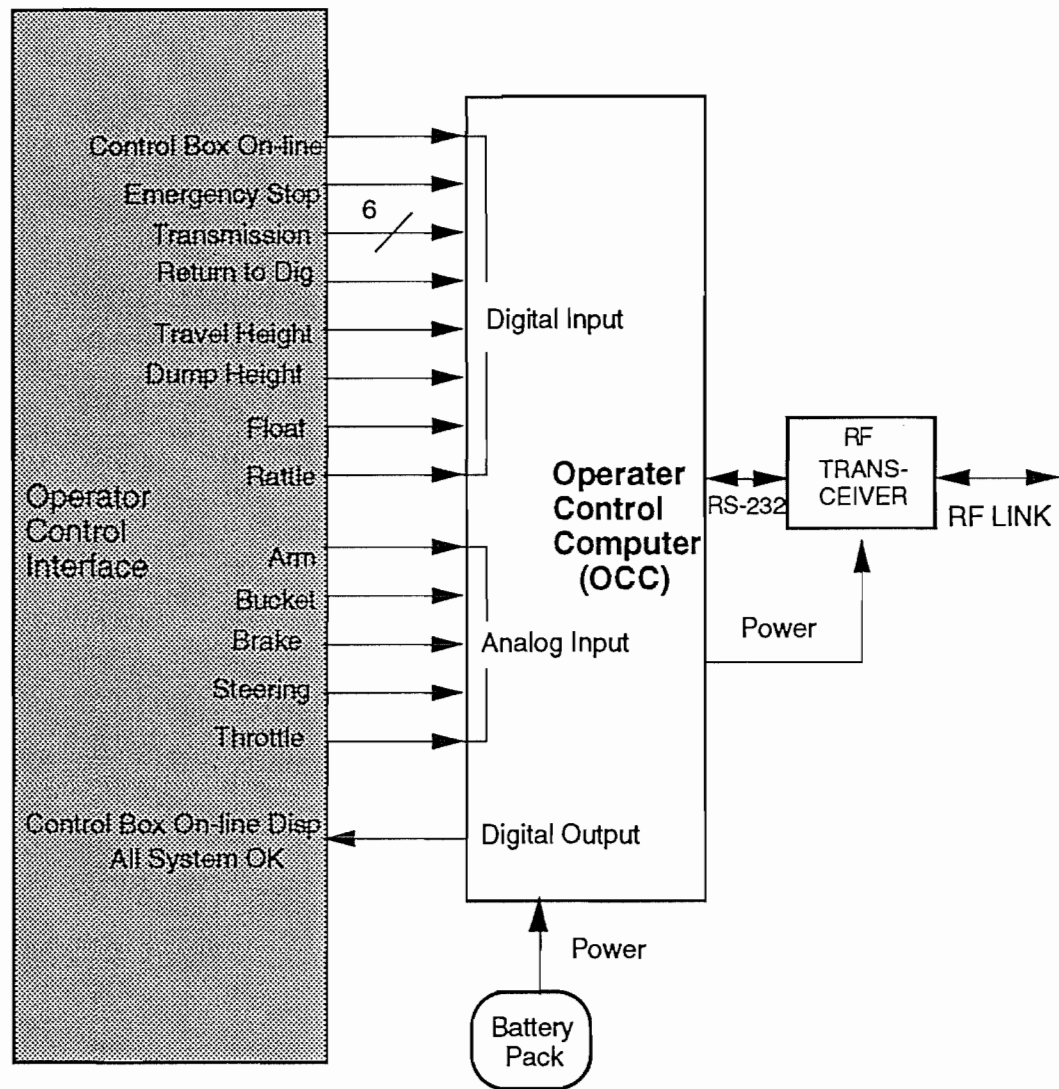 Control Box On-line
Emergency Stop
6
Transmission
Return to Dig
Travel Height
Dump Height
Float
Rattle
Operator
Control
Interface
Arm
Bucket
Brake
Steering
Throttle
Control Box On-line Disp
All System OK
Digital Input
Analog Input
Digital Output
Operater
Control
Computer
(OCC)
RS-232
RF
TRANS-
CEIVER
RF LINK
Power
Power
Battery
Pack